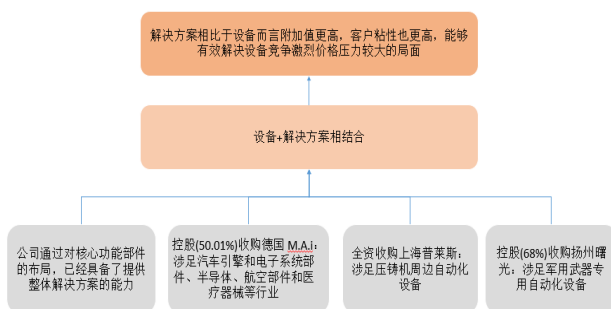 解决方案相比于设备而言附加值更高，客户粘性也更高，能够
有效解决设备竞争激烈价格压力较大的局面
设备+解决方案相结合
公司通过对核心功能部件
的布局，已经具备了提供
整体解决方案的能力
控股(50.01%)收购德国 M.A.i：
涉足汽车引擎和电子系统部
件、半导体、航空部件和医
疗器械等行业
全资收购上海普莱斯：
涉足压铸机周边自动化
设备
控股(68%)收购扬州曙
光：涉足军用武器专
用自动化设备